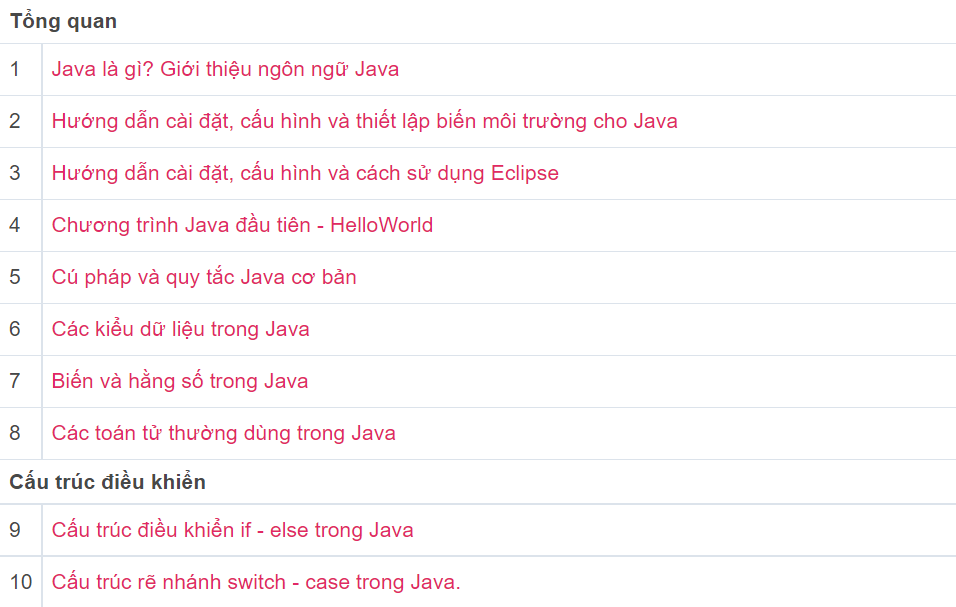 Tổng quan
1 Java là gì? Giới thiệu ngôn ngữ Java
2 Hướng dẫn cài đặt, cấu hình và thiết lập biến môi trường cho Java
3 Hướng dẫn cài đặt, cấu hình và cách sử dụng Eclipse
4 Chương trình Java đầu tiên - HelloWorld
5 Cú pháp và quy tắc Java cơ bản
6 Các kiểu dữ liệu trong Java
7 Biến và hằng số trong Java
8 Các toán tử thường dùng trong Java
Cấu trúc điều khiển
9 Cấu trúc điều khiển if - else trong Java
10 Cấu trúc rẽ nhánh switch - case trong Java.